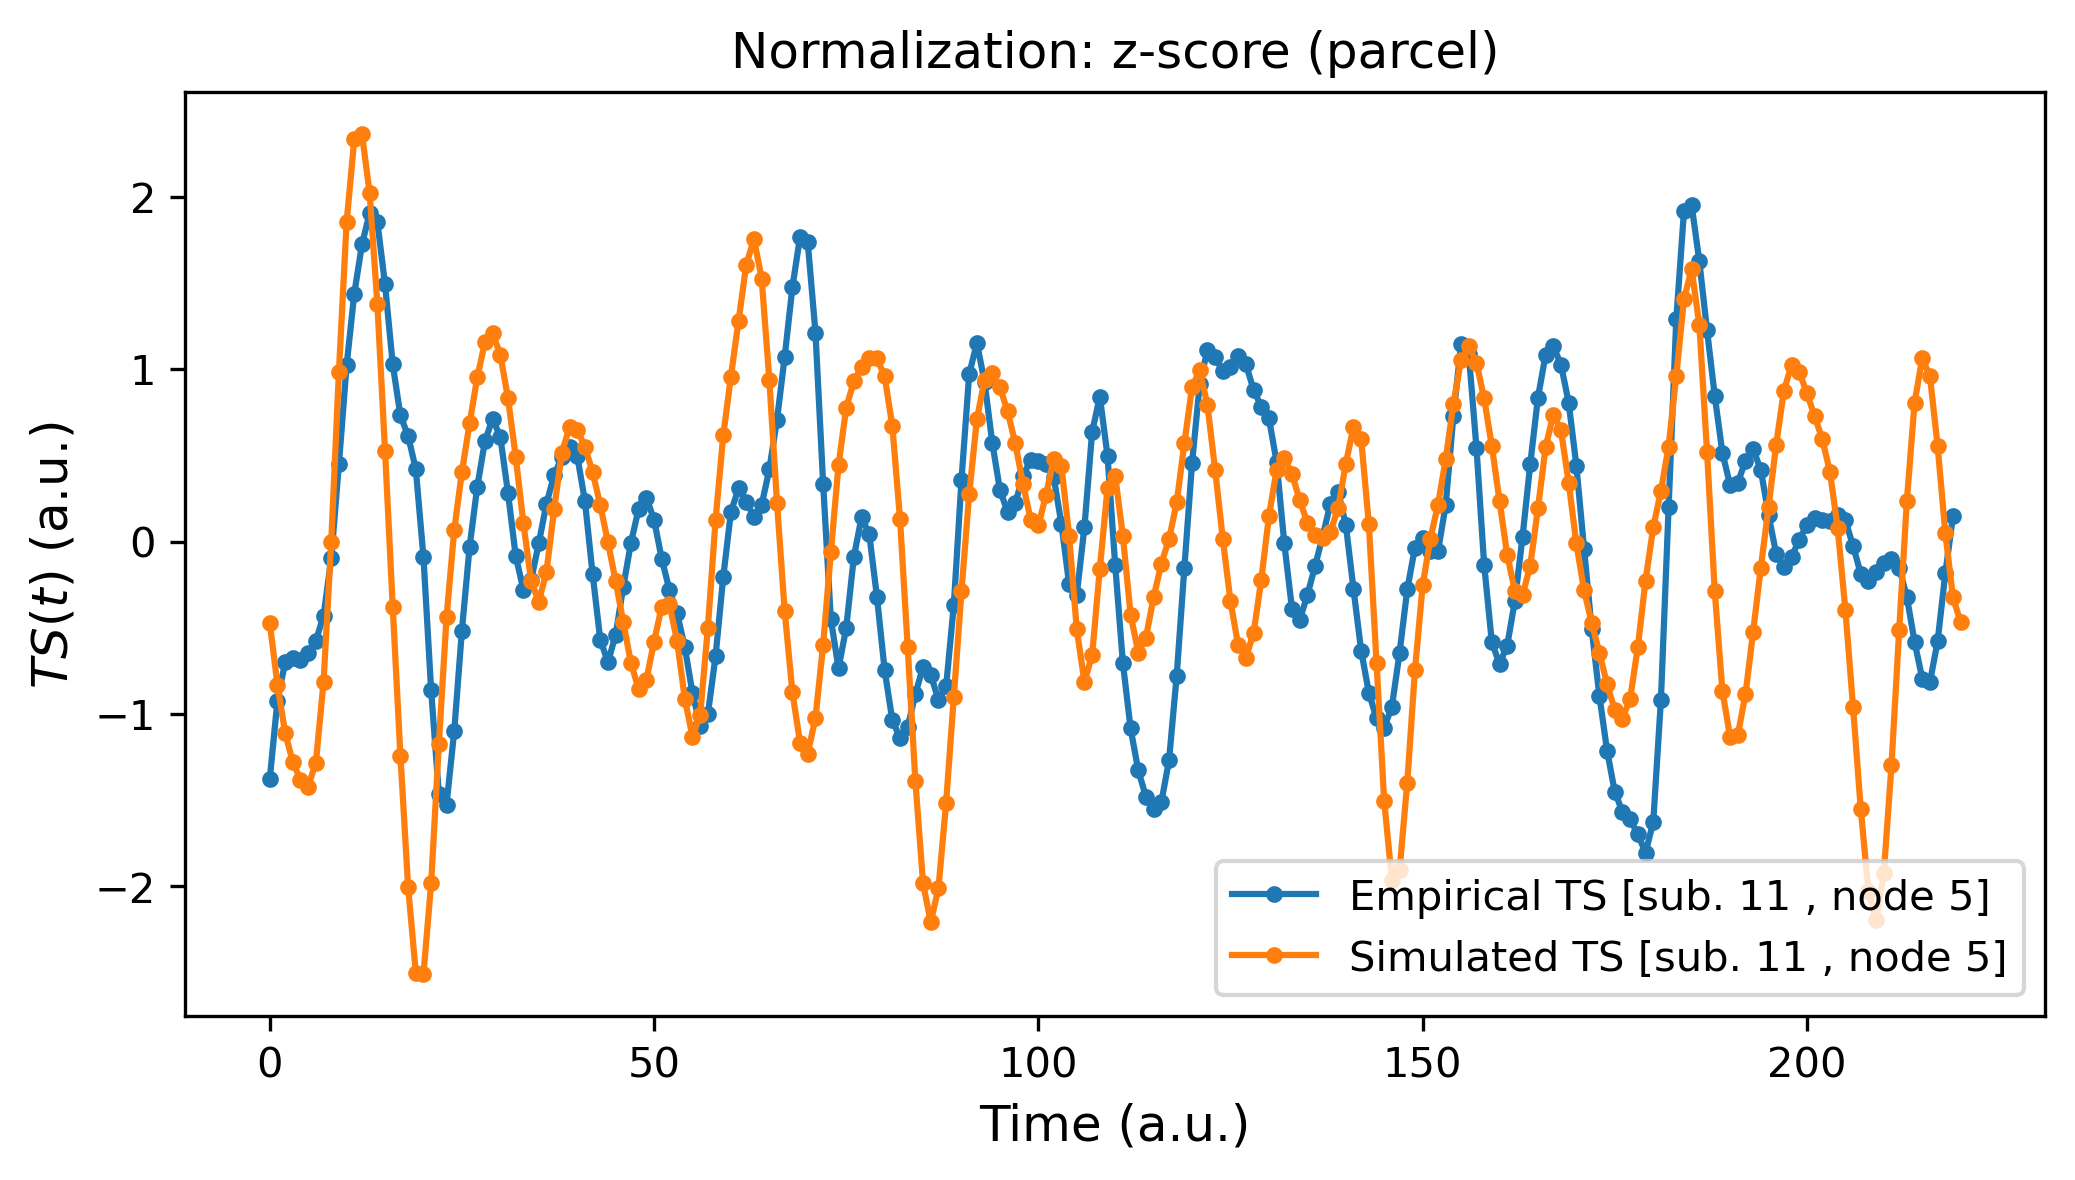 Normalization: z-score (parcel)
TS(t) (a.u.)
2
1
0
−1
−2
0 50 100 150 200
Time (a.u.)
Empirical TS [sub. 11 , node 5]
Simulated TS [sub. 11 , node 5]